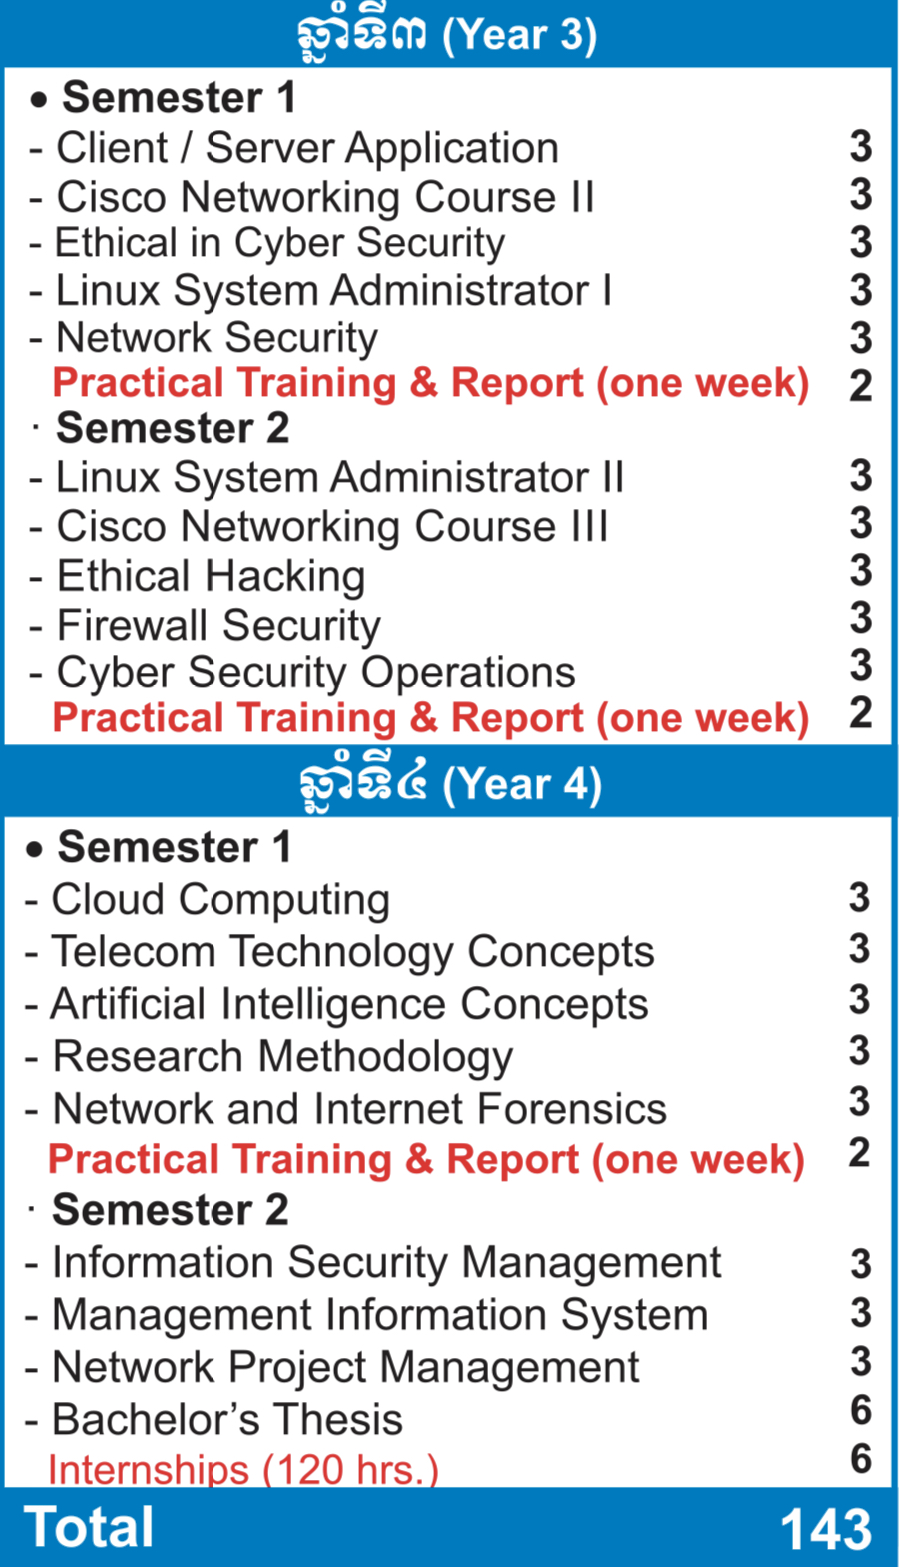 ឆ្នាំទី៣ (Year 3)
• Semester 1
- Client / Server Application 3
- Cisco Networking Course II 3
- Ethical in Cyber Security 3
- Linux System Administrator I 3
- Network Security 3
Practical Training & Report (one week) 2
· Semester 2
- Linux System Administrator II 3
- Cisco Networking Course III 3
- Ethical Hacking 3
- Firewall Security 3
- Cyber Security Operations 3
Practical Training & Report (one week) 2
ឆ្នាំទី៤ (Year 4)
• Semester 1
- Cloud Computing 3
- Telecom Technology Concepts 3
- Artificial Intelligence Concepts 3
- Research Methodology 3
- Network and Internet Forensics 3
Practical Training & Report (one week) 2
· Semester 2
- Information Security Management 3
- Management Information System 3
- Network Project Management 3
- Bachelor’s Thesis 6
Internships (120 hrs.) 6
Total 143